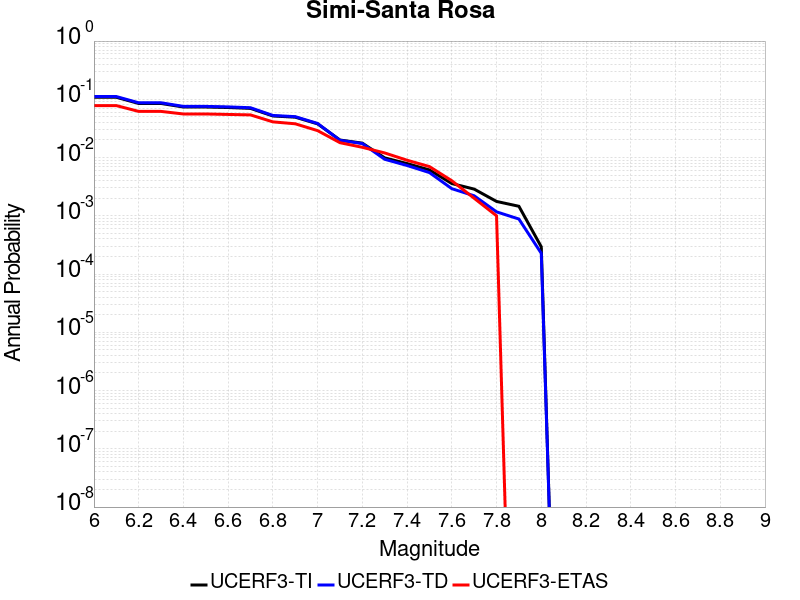 Simi-Santa Rosa
Annual Probability
10^0
10^-1
10^-2
10^-3
10^-4
10^-5
10^-6
10^-7
10^-8
6 6.2 6.4 6.6 6.8 7 7.2 7.4 7.6 7.8 8 8.2 8.4 8.6 8.8 9
Magnitude
UCERF3-TI UCERF3-TD UCERF3-ETAS